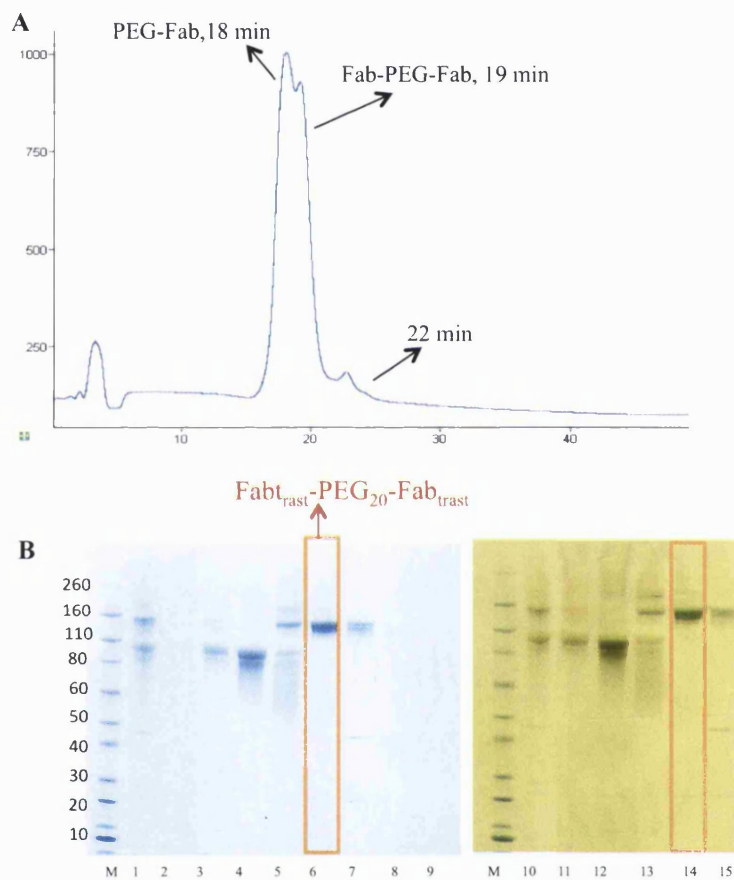 A
PEG-Fab,18 min
Fab-PEG-Fab, 19 min
1000
750
500
250
22 min
10 20 30 40
Fabtrast-PEG20-Fabtrast
B
260
160
110
80
60
50
40
30
20
10
M 1 2 3 4 5 6 7 8 9 M 10 11 12 13 14 15